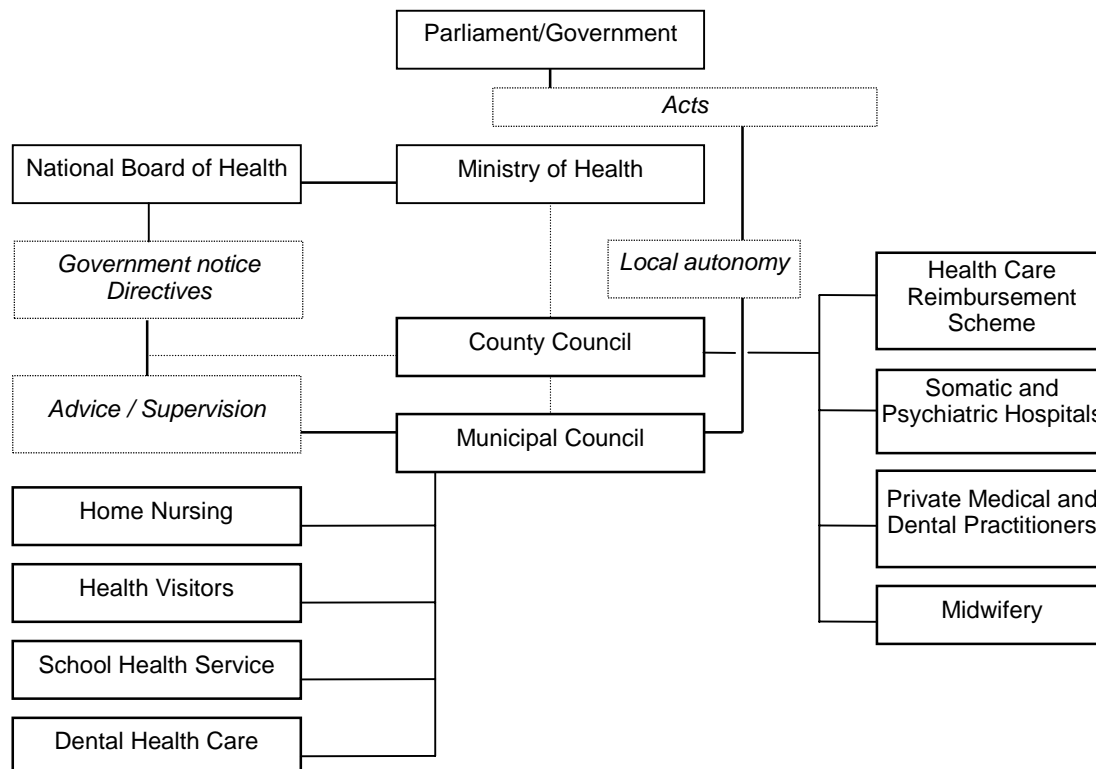 Parliament/Government
Acts
National Board of Health
Ministry of Health
Government notice
Directives
Local autonomy
Health Care
Reimbursement
Scheme
County Council
Advice / Supervision
Somatic and
Psychiatric Hospitals
Municipal Council
Home Nursing
Private Medical and
Dental Practitioners
Health Visitors
Midwifery
School Health Service
Dental Health Care